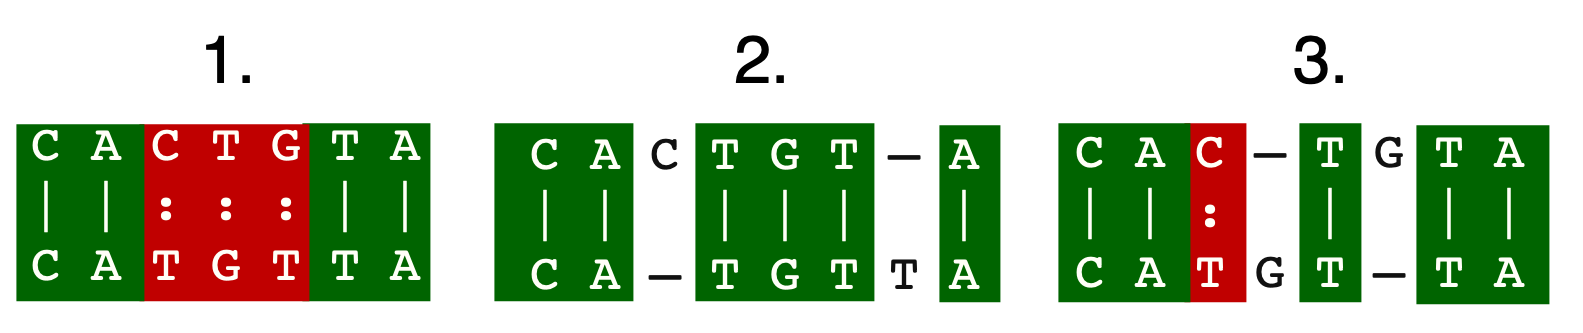 1. 2. 3.
C A C T G T A
| | : : : | |
C A T G T T A
C A C T G T – A
| | | | | |
C A – T G T T A
C A C – T G T A
| | : | | |
C A T G T – T A